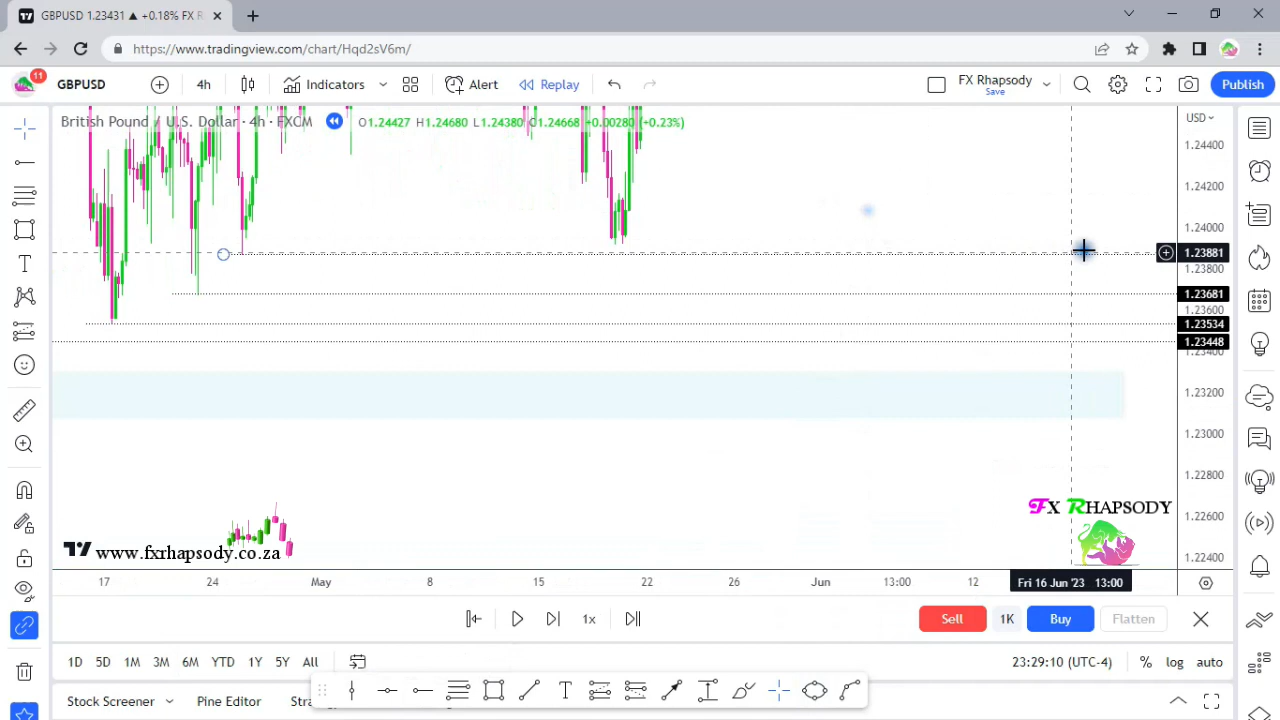 GBPUSD 1.23431 ▲ +0.18% FX R
https://www.tradingview.com/chart/Hqd2sV6m/
11
GBPUSD
4h
Indicators
Alert
Replay
FX Rhapsody
Save
Publish
British Pound / U.S. Dollar · 4h · FXCM
O1.24427 H1.24680 L1.24380 C1.24668 +0.00280 (+0.23%)
USD
1.24400
1.24200
1.24000
1.23881
1.23800
1.23681
1.23600
1.23534
1.23448
1.23400
1.23200
1.23000
1.22800
1.22600
1.22400
FX RHAPSODY
www.fxrhapsody.co.za
17
24
May
8
15
22
26
Jun
13:00
12
Fri 16 Jun '23 13:00
1x
Sell
1K
Buy
Flatten
1D
5D
1M
3M
6M
YTD
1Y
5Y
All
23:29:10 (UTC-4)
%
log
auto
Stock Screener
Pine Editor
Strat